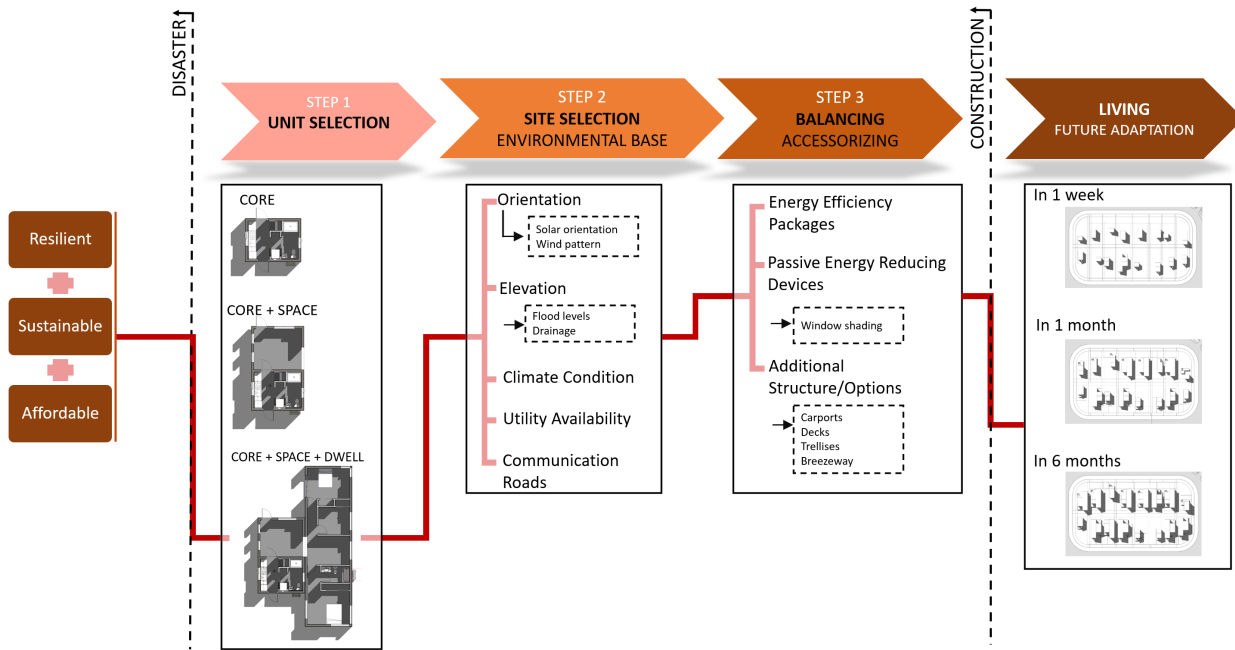 DISASTER
Resilient
Sustainable
Affordable
STEP 1
UNIT SELECTION
CORE
CORE + SPACE
CORE + SPACE + DWELL
STEP 2
SITE SELECTION
ENVIRONMENTAL BASE
Orientation
Solar orientation
Wind pattern
Elevation
Flood levels
Drainage
Climate Condition
Utility Availability
Communication
Roads
STEP 3
BALANCING
ACCESSORIZING
Energy Efficiency
Packages
Passive Energy Reducing
Devices
Window shading
Additional
Structure/Options
Carports
Decks
Trellises
Breezeway
CONSTRUCTION
LIVING
FUTURE ADAPTATION
In 1 week
In 1 month
In 6 months